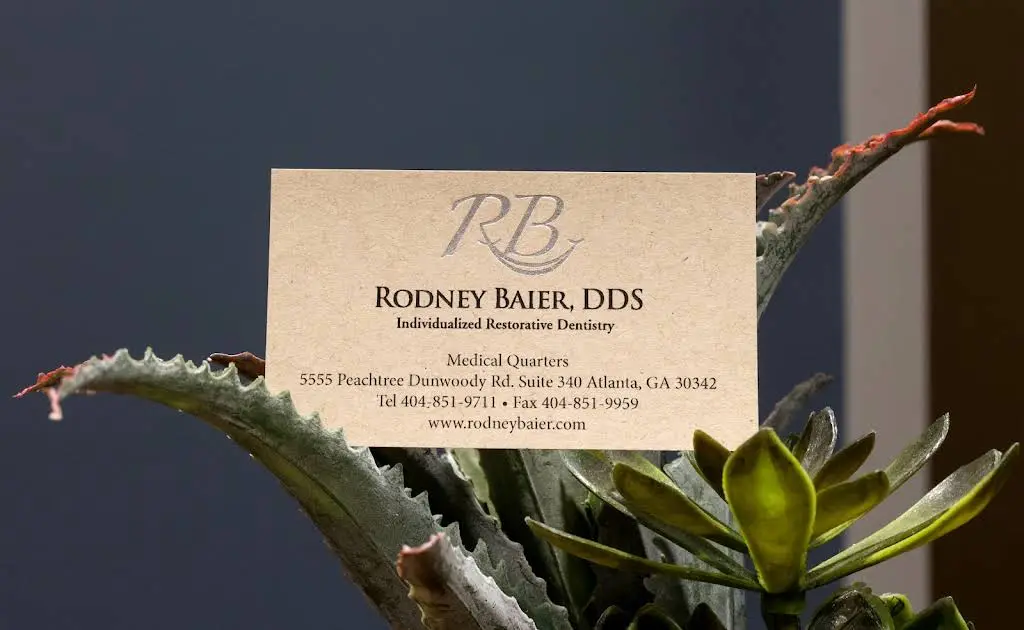 RB
RODNEY BAIER, DDS
Individualized Restorative Dentistry
Medical Quarters
5555 Peachtree Dunwoody Rd. Suite 340 Atlanta, GA 30342
Tel 404-851-9711 • Fax 404-851-9959
www.rodneybaier.com